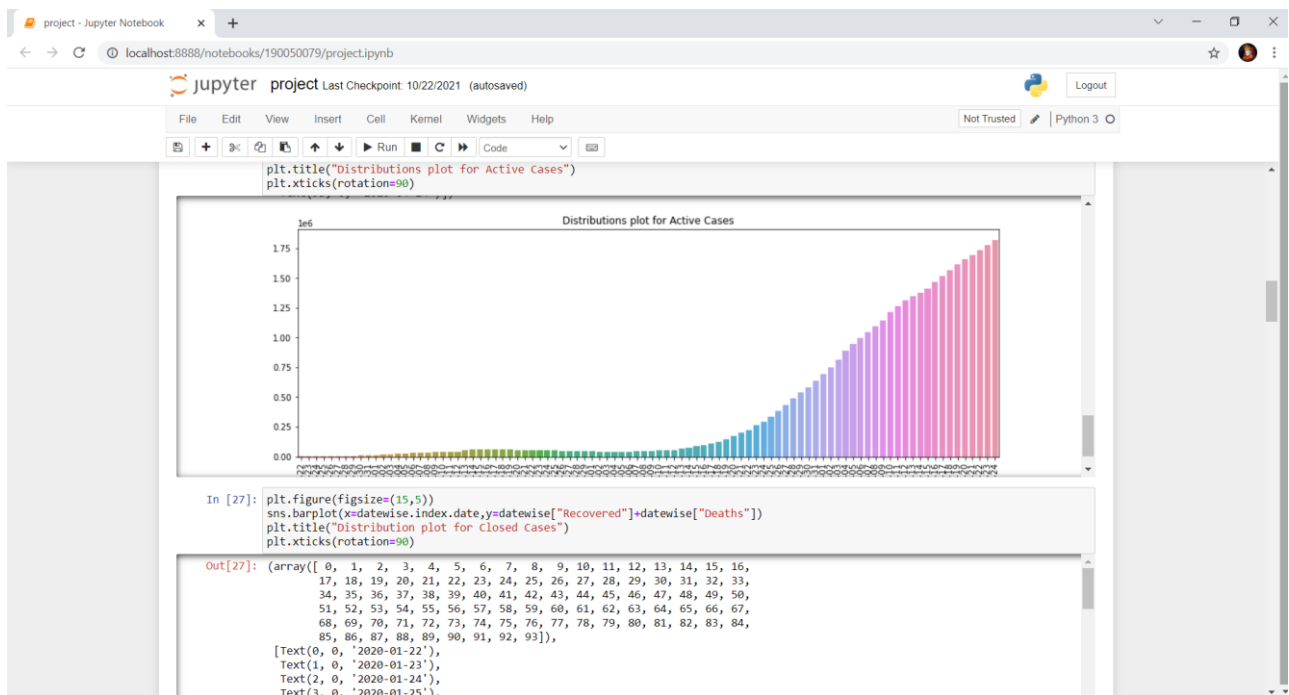 project - Jupyter Notebook
localhost:8888/notebooks/190050079/project.ipynb
jupyter project Last Checkpoint: 10/22/2021 (autosaved)
Logout
File Edit View Insert Cell Kernel Widgets Help
Not Trusted Python 3
Run Code
plt.title("Distributions plot for Active Cases")
plt.xticks(rotation=90)
1e6
Distributions plot for Active Cases
1.75
1.50
1.25
1.00
0.75
0.50
0.25
0.00
In [27]: plt.figure(figsize=(15,5))
sns.barplot(x=datewise.index.date,y=datewise["Recovered"]+datewise["Deaths"])
plt.title("Distribution plot for Closed Cases")
plt.xticks(rotation=90)
Out[27]: (array([ 0, 1, 2, 3, 4, 5, 6, 7, 8, 9, 10, 11, 12, 13, 14, 15, 16,
17, 18, 19, 20, 21, 22, 23, 24, 25, 26, 27, 28, 29, 30, 31, 32, 33,
34, 35, 36, 37, 38, 39, 40, 41, 42, 43, 44, 45, 46, 47, 48, 49, 50,
51, 52, 53, 54, 55, 56, 57, 58, 59, 60, 61, 62, 63, 64, 65, 66, 67,
68, 69, 70, 71, 72, 73, 74, 75, 76, 77, 78, 79, 80, 81, 82, 83, 84,
85, 86, 87, 88, 89, 90, 91, 92, 93]),
[Text(0, 0, '2020-01-22'),
Text(1, 0, '2020-01-23'),
Text(2, 0, '2020-01-24'),
Text(3, 0, '2020-01-25'),